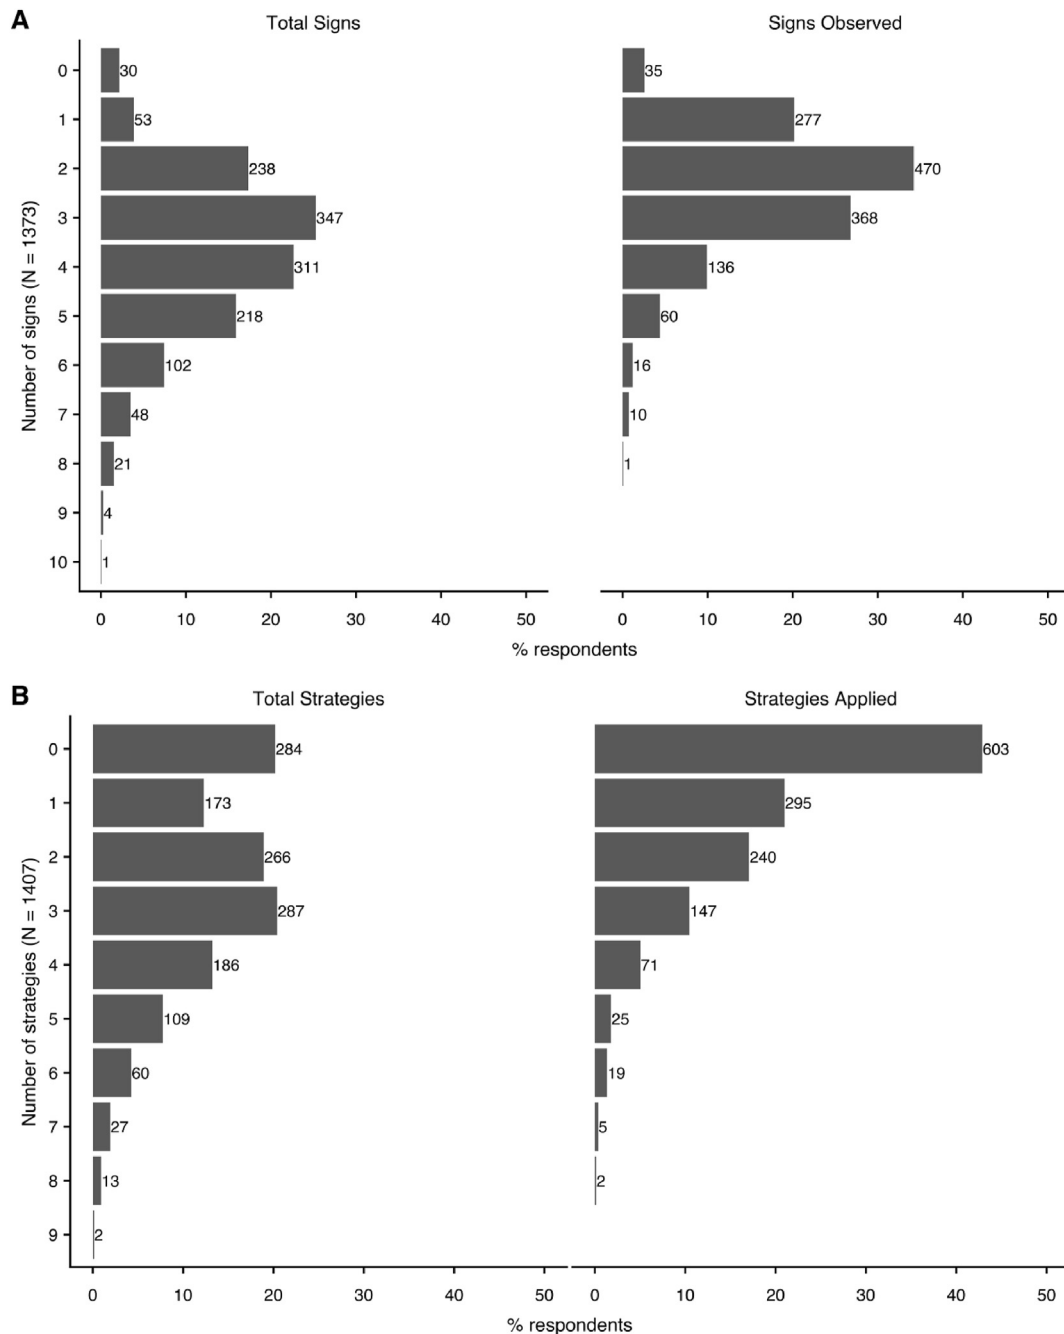 A
Total Signs
Signs Observed
Number of signs (N = 1373)
0 30 35
1 53 277
2 238 470
3 347 368
4 311 136
5 218 60
6 102 16
7 48 10
8 21 1
9 4
10 1
0 10 20 30 40 50 0 10 20 30 40 50
% respondents
B
Total Strategies
Strategies Applied
Number of strategies (N = 1407)
0 284 603
1 173 295
2 266 240
3 287 147
4 186 71
5 109 25
6 60 19
7 27 5
8 13 2
9 2
0 10 20 30 40 50 0 10 20 30 40 50
% respondents